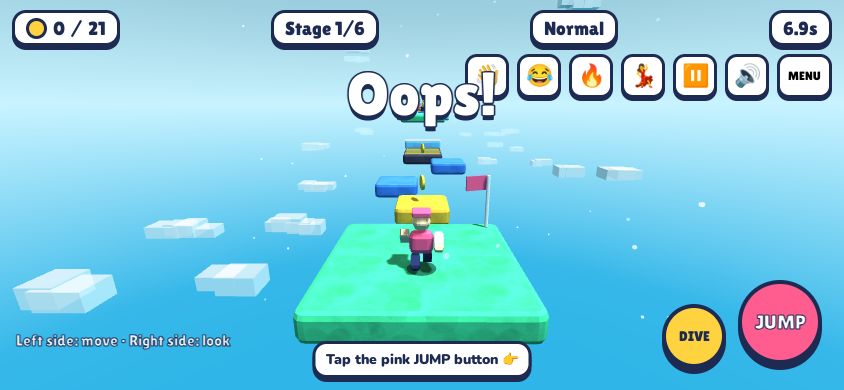 0 / 21
Stage 1/6
Normal
6.9s
MENU
Oops!
Left side: move · Right side: look
Tap the pink JUMP button 👉
DIVE
JUMP